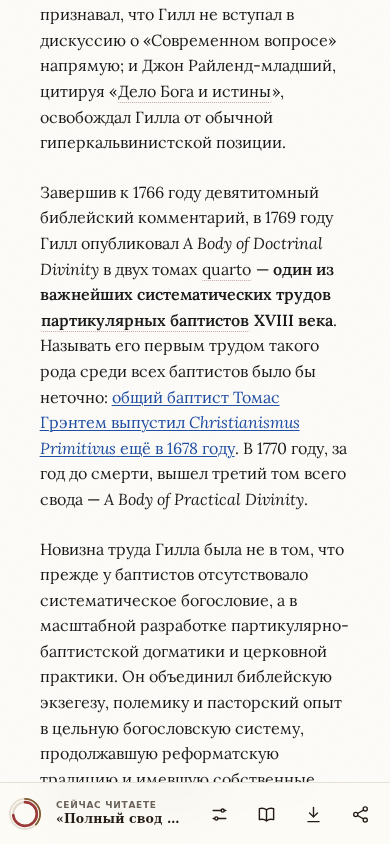 признавал, что Гилл не вступал в
дискуссию о «Современном вопросе»
напрямую; и Джон Райленд-младший,
цитируя «Дело Бога и истины»,
освобождал Гилла от обычной
гиперкальвинистской позиции.
Завершив к 1766 году девятитомный
библейский комментарий, в 1769 году
Гилл опубликовал A Body of Doctrinal
Divinity в двух томах quarto — один из
важнейших систематических трудов
партикулярных баптистов XVIII века.
Называть его первым трудом такого
рода среди всех баптистов было бы
неточно: общий баптист Томас
Грэнтем выпустил Christianismus
Primitivus ещё в 1678 году. В 1770 году, за
год до смерти, вышел третий том всего
свода — A Body of Practical Divinity.
Новизна труда Гилла была не в том, что
прежде у баптистов отсутствовало
систематическое богословие, а в
масштабной разработке партикулярно-
баптистской догматики и церковной
практики. Он объединил библейскую
экзегезу, полемику и пасторский опыт
в цельную богословскую систему,
продолжавшую реформатскую
традицию и имевшую собственные
СЕЙЧАС ЧИТАЕТЕ
«Полный свод ...